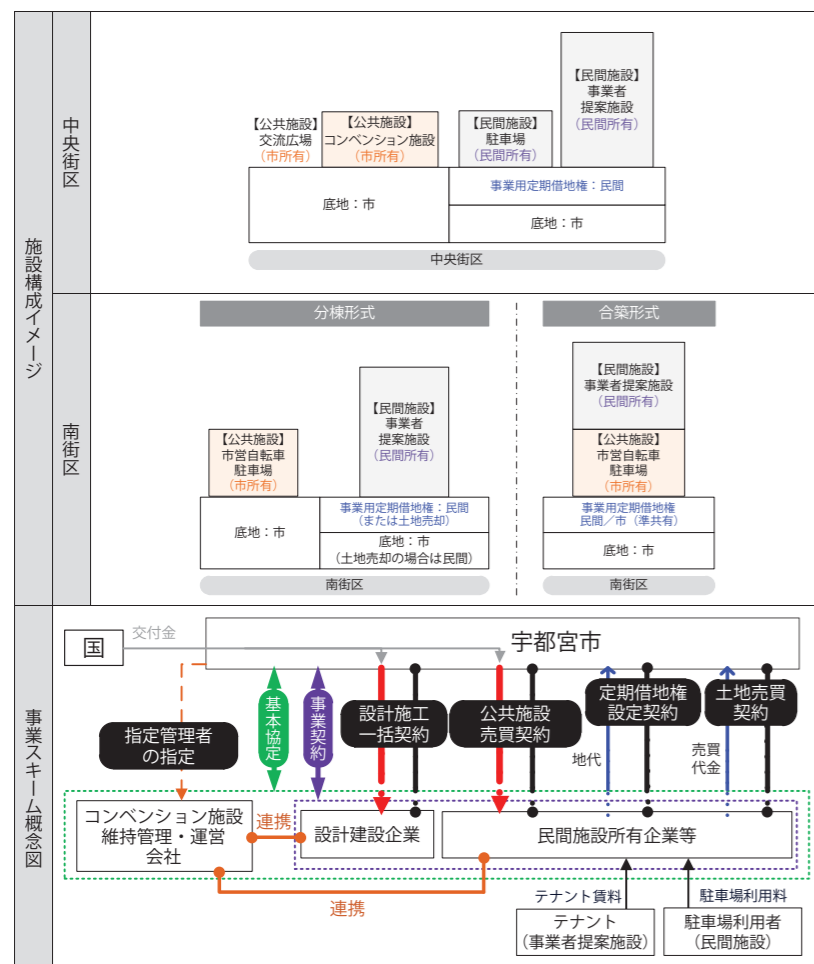 施設構成イメージ
中央街区
【公共施設】
交流広場
(市所有)
【公共施設】
コンベンション施設
(市所有)
【民間施設】
駐車場
(民間所有)
【民間施設】
事業者
提案施設
(民間所有)
底地：市
事業用定期借地権：民間
底地：市
中央街区
南街区
分棟形式
合築形式
【公共施設】
市営自転車
駐車場
(市所有)
【民間施設】
事業者
提案施設
(民間所有)
底地：市
事業用定期借地権：民間
(または土地売却)
底地：市
(土地売却の場合は民間)
南街区
【民間施設】
事業者提案施設
(民間所有)
【公共施設】
市営自転車
駐車場
(市所有)
事業用定期借地権
民間／市（準共有）
底地：市
南街区
事業スキーム概念図
国
交付金
宇都宮市
指定管理者
の指定
基本協定
事業契約
設計施工
一括契約
公共施設
売買契約
定期借地権
設定契約
土地売買
契約
地代
売買
代金
コンベンション施設
維持管理・運営
会社
連携
設計建設企業
民間施設所有企業等
連携
テナント賃料
駐車場利用料
テナント
(事業者提案施設)
駐車場利用者
(民間施設)